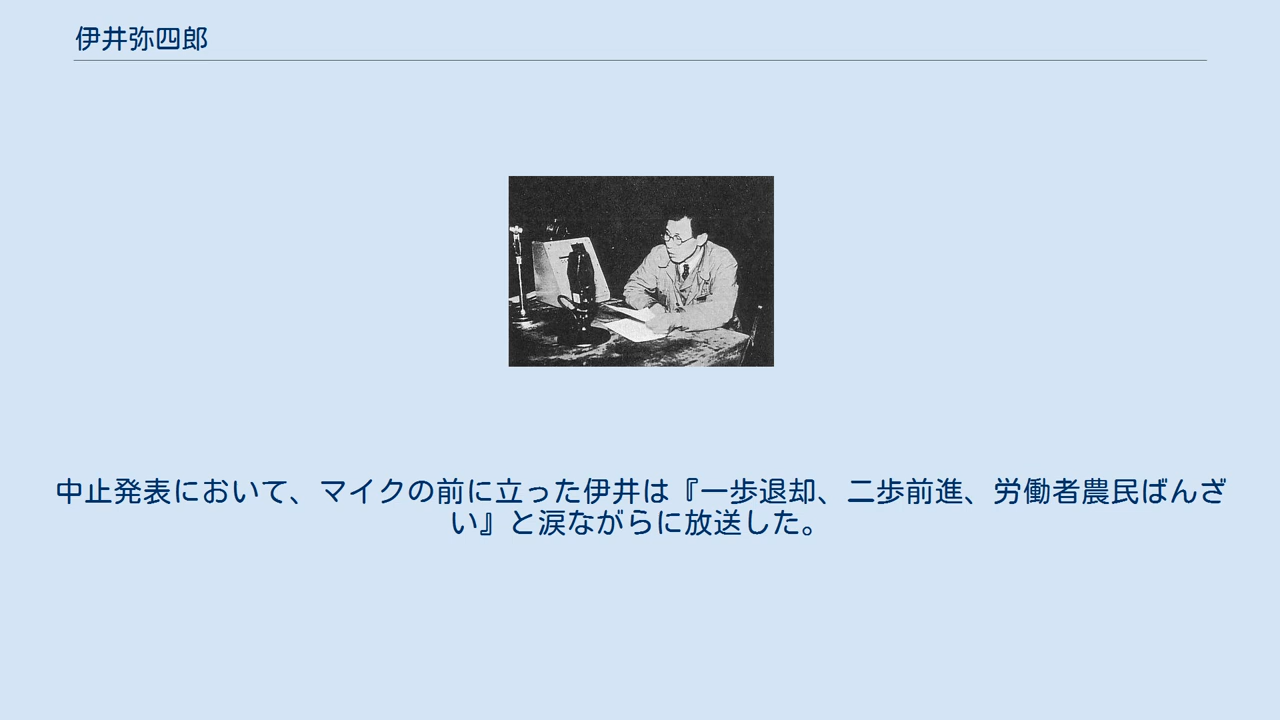 伊井弥四郎
中止発表において、マイクの前に立った伊井は『一歩退却、二歩前進、労働者農民ばんざ
い』と涙ながらに放送した。